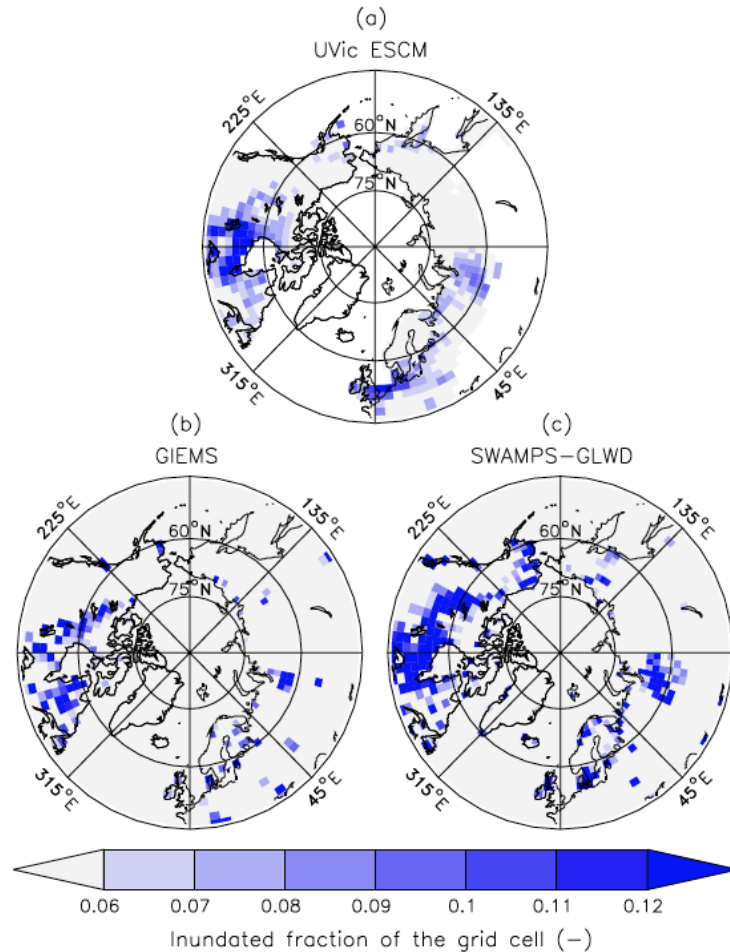 (a)
UVic ESCM
225°E
135°E
60°N
75°N
315°E
45°E
(b)
(c)
GIEMS
SWAMPS-GLWD
225°E
135°E
225°E
135°E
60°N
60°N
75°N
75°N
315°E
45°E
315°E
45°E
0.06 0.07 0.08 0.09 0.1 0.11 0.12
Inundated fraction of the grid cell (-)